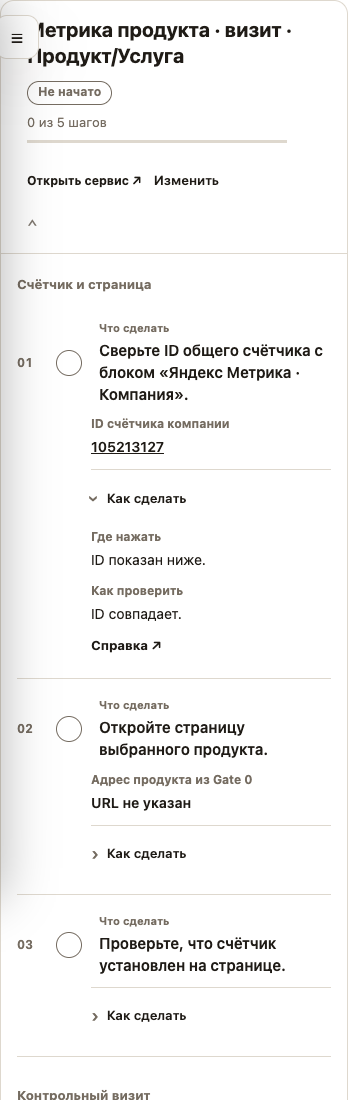 Метрика продукта · визит ·
Продукт/Услуга
Не начато
0 из 5 шагов
Открыть сервис ↗ Изменить
Счётчик и страница
Что сделать
01
Сверьте ID общего счётчика с
блоком «Яндекс Метрика ·
Компания».
ID счётчика компании
105213127
Как сделать
Где нажать
ID показан ниже.
Как проверить
ID совпадает.
Справка ↗
Что сделать
02
Откройте страницу
выбранного продукта.
Адрес продукта из Gate 0
URL не указан
Как сделать
Что сделать
03
Проверьте, что счётчик
установлен на странице.
Как сделать
Контрольный визит